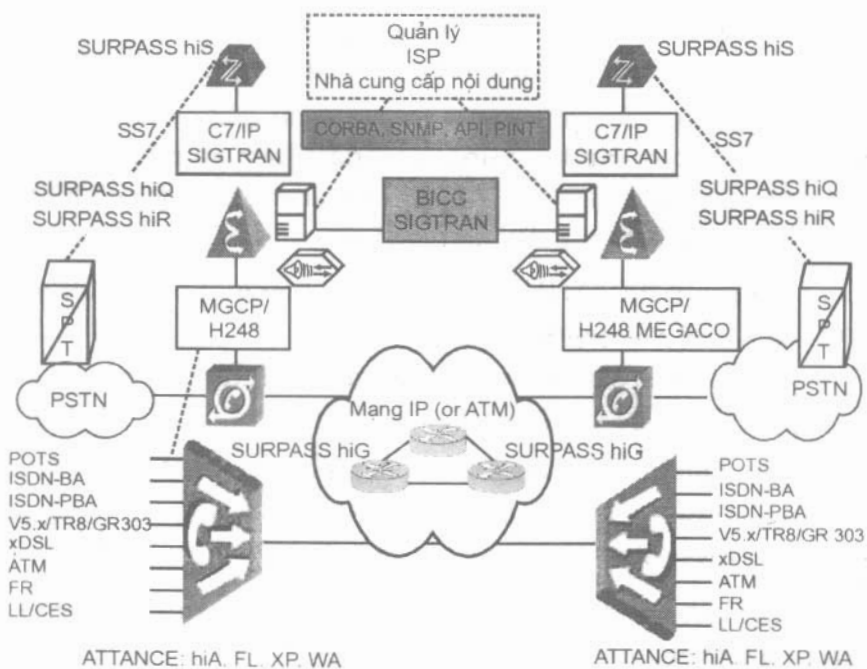 Quản lý
ISP
Nhà cung cấp nội dung
SURPASS hiS
SURPASS hiS
CORBA, SNMP, API, PINT
C7/IP
SIGTRAN
C7/IP
SIGTRAN
SS7
SS7
SURPASS hiQ
SURPASS hiR
SURPASS hiQ
SURPASS hiR
BICC
SIGTRAN
S
P
T
S
P
T
MGCP/
H248
MGCP/
H248 MEGACO
PSTN
PSTN
Mạng IP (or ATM)
SURPASS hiG
SURPASS hiG
POTS
ISDN-BA
ISDN-PBA
V5.x/TR8/GR303
xDSL
ATM
FR
LL/CES
POTS
ISDN-BA
ISDN-PBA
V5.x/TR8/GR 303
xDSL
ATM
FR
LL/CES
ATTANCE: hiA. FL. XP. WA
ATTANCE: hiA. FL. XP. WA